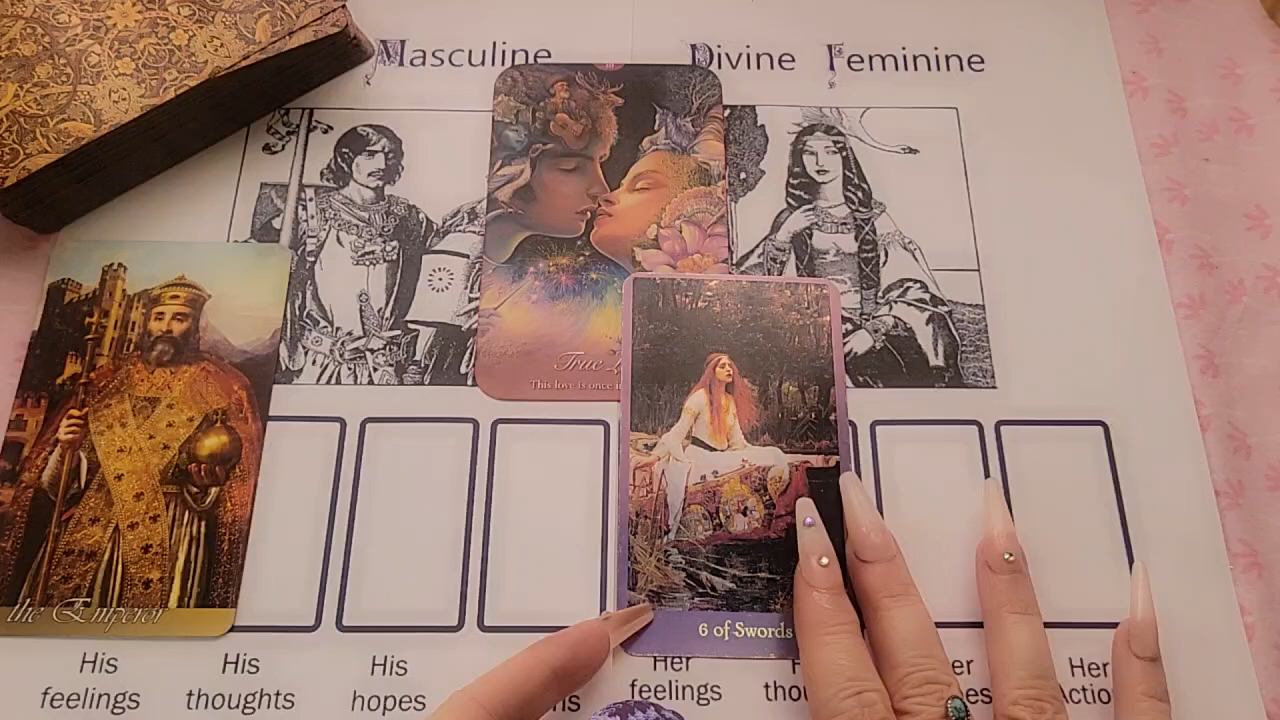 Masculine
Divine Feminine
True
This love is once
the Emperor
6 of Swords
His feelings
His thoughts
His hopes
Her feelings